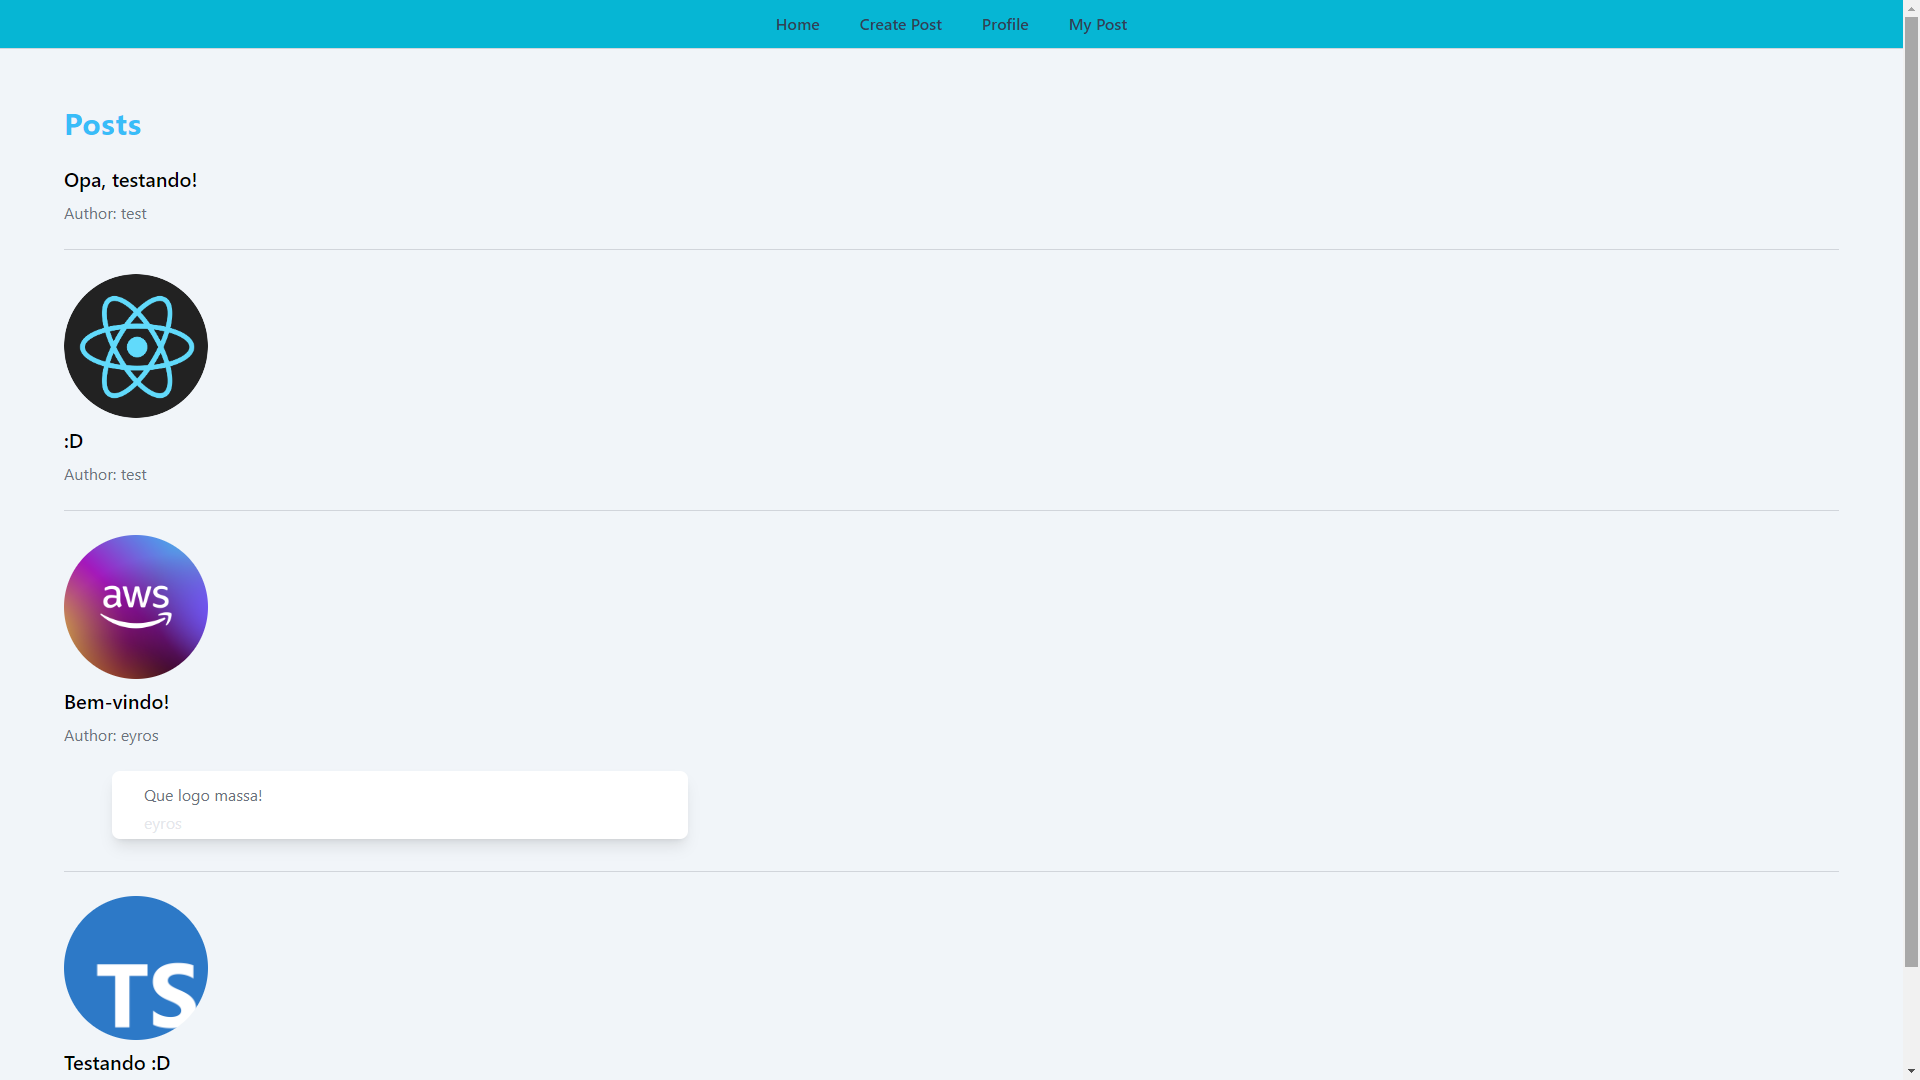 Home Create Post Profile My Post
Posts
Opa, testando!
Author: test
:D
Author: test
aws
Bem-vindo!
Author: eyros
Que logo massa!
eyros
TS
Testando :D